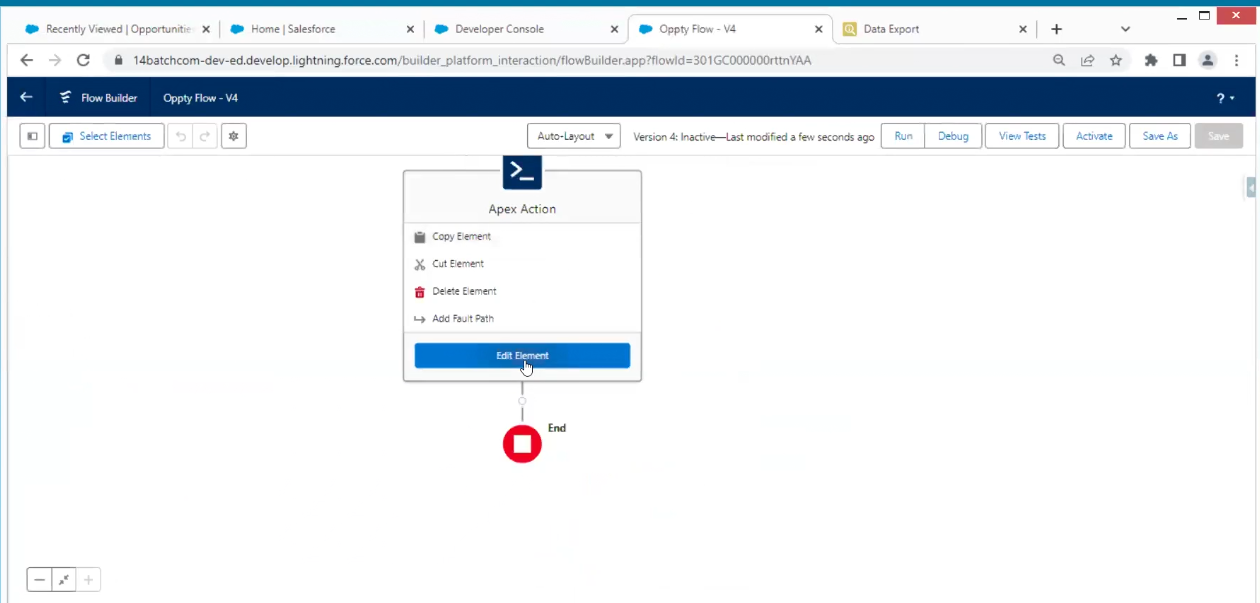 Recently Viewed | Opportunitie
Home | Salesforce
Developer Console
Oppty Flow - V4
Data Export
14batchcom-dev-ed.develop.lightning.force.com/builder_platform_interaction/flowBuilder.app?flowId=301GC000000rttnYAA
Flow Builder
Oppty Flow - V4
?
Select Elements
Auto-Layout
Version 4: Inactive—Last modified a few seconds ago
Run
Debug
View Tests
Activate
Save As
Save
Apex Action
Copy Element
Cut Element
Delete Element
Add Fault Path
Edit Element
End